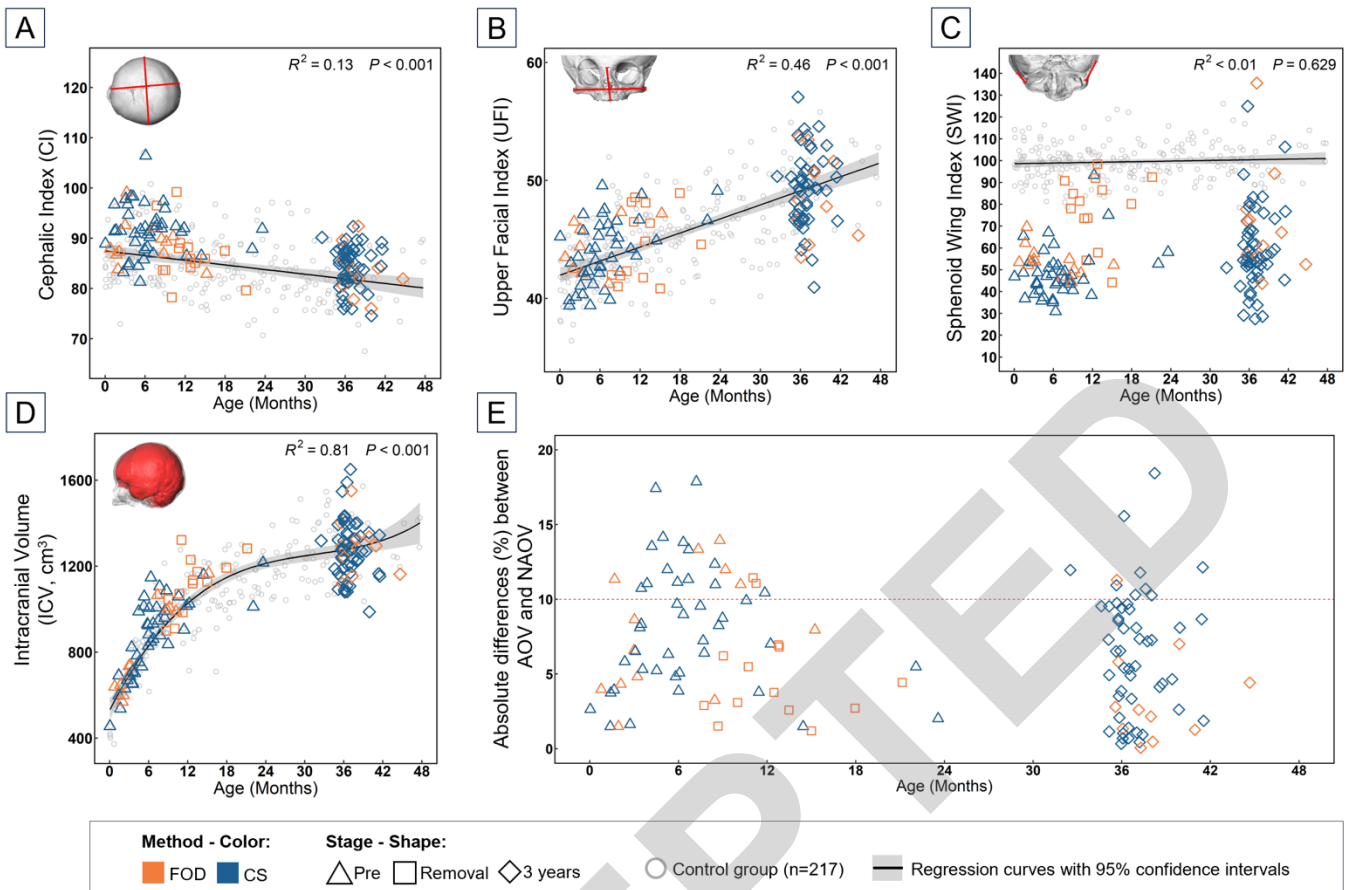 A
R² = 0.13 P < 0.001
Cephalic Index (CI)
120
110
100
90
80
70
0 6 12 18 24 30 36 42 48
Age (Months)
B
R² = 0.46 P < 0.001
Upper Facial Index (UFI)
60
50
40
0 6 12 18 24 30 36 42 48
Age (Months)
C
R² < 0.01 P = 0.629
Sphenoid Wing Index (SWI)
140
130
120
110
100
90
80
70
60
50
40
30
20
10
0 6 12 18 24 30 36 42 48
Age (Months)
D
R² = 0.81 P < 0.001
Intracranial Volume
(ICV, cm³)
1600
1200
800
400
0 6 12 18 24 30 36 42 48
Age (Months)
E
Absolute differences (%) between
AOV and NAOV
20
15
10
5
0
0 6 12 18 24 30 36 42 48
Age (Months)
PTED
Method - Color:
FOD CS
Stage - Shape:
Pre Removal 3 years
Control group (n=217)
Regression curves with 95% confidence intervals